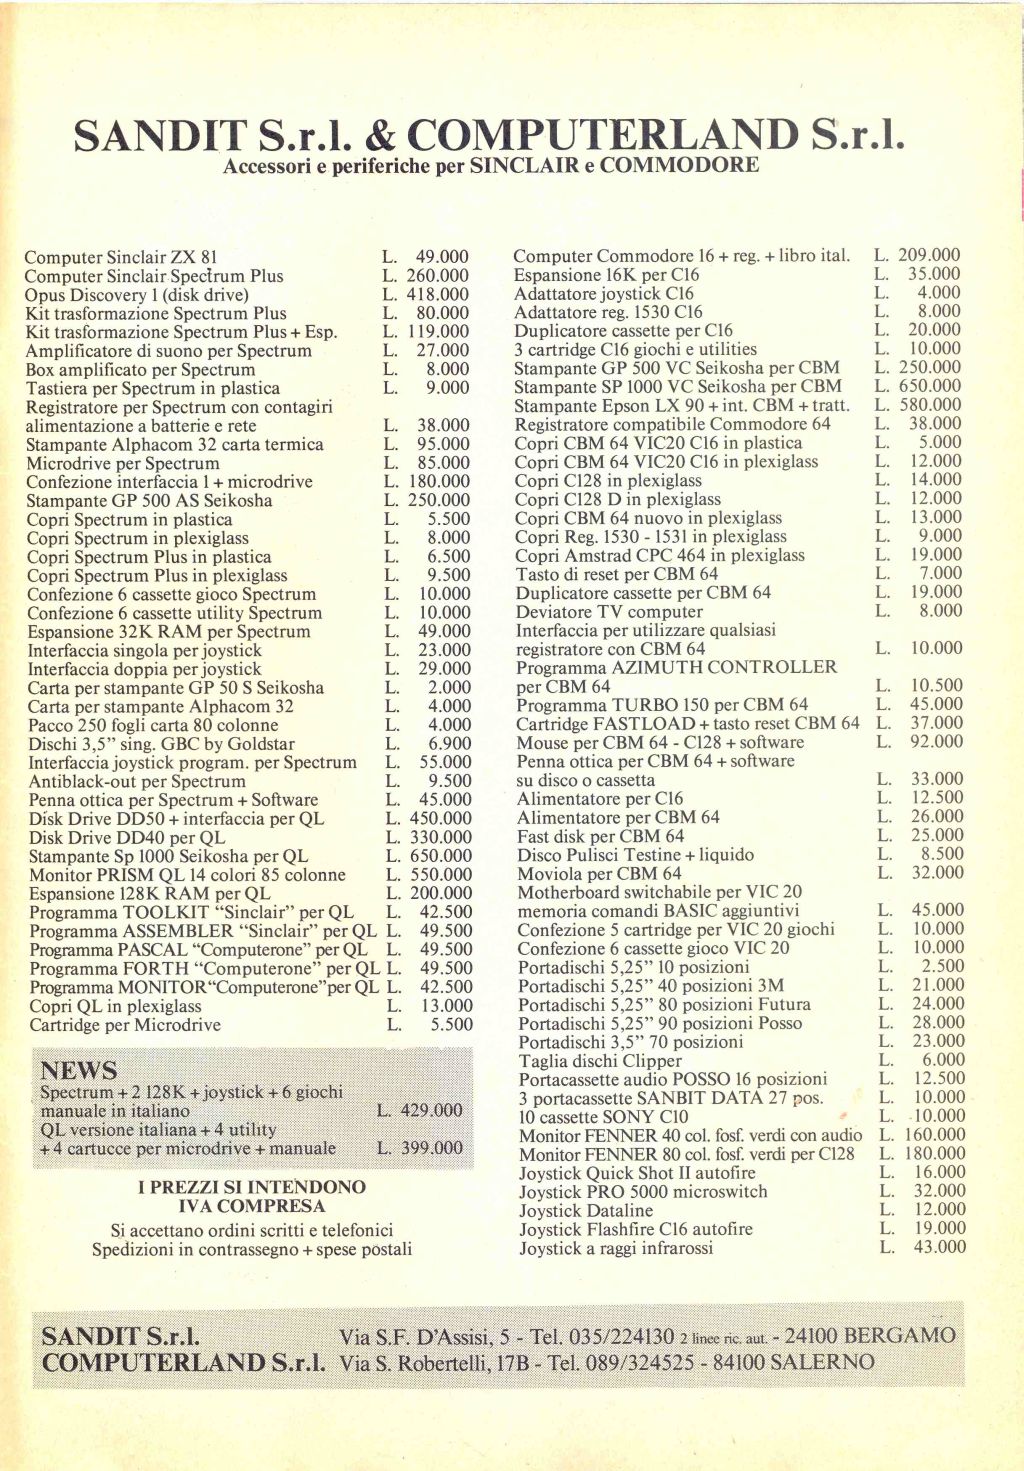 SANDIT S.r.l. & COMPUTERLAND S.r.l.
Accessori e periferiche per SINCLAIR e COMMODORE
Computer Sinclair ZX 81 L. 49.000
Computer Sinclair Spectrum Plus L. 260.000
Opus Discovery 1 (disk drive) L. 418.000
Kit trasformazione Spectrum Plus L. 80.000
Kit trasformazione Spectrum Plus + Esp. L. 119.000
Amplificatore di suono per Spectrum L. 27.000
Box amplificato per Spectrum L. 8.000
Tastiera per Spectrum in plastica L. 9.000
Registratore per Spectrum con contagiri
alimentazione a batterie e rete L. 38.000
Stampante Alphacom 32 carta termica L. 95.000
Microdrive per Spectrum L. 85.000
Confezione interfaccia 1 + microdrive L. 180.000
Stampante GP 500 AS Seikosha L. 250.000
Copri Spectrum in plastica L. 5.500
Copri Spectrum in plexiglass L. 8.000
Copri Spectrum Plus in plastica L. 6.500
Copri Spectrum Plus in plexiglass L. 9.500
Confezione 6 cassette gioco Spectrum L. 10.000
Confezione 6 cassette utility Spectrum L. 10.000
Espansione 32K RAM per Spectrum L. 49.000
Interfaccia singola per joystick L. 23.000
Interfaccia doppia per joystick L. 29.000
Carta per stampante GP 50 S Seikosha L. 2.000
Carta per stampante Alphacom 32 L. 4.000
Pacco 250 fogli carta 80 colonne L. 4.000
Dischi 3,5" sing. GBC by Goldstar L. 6.900
Interfaccia joystick program. per Spectrum L. 55.000
Antiblack-out per Spectrum L. 9.500
Penna ottica per Spectrum + Software L. 45.000
Disk Drive DD50 + interfaccia per QL L. 450.000
Disk Drive DD40 per QL L. 330.000
Stampante Sp 1000 Seikosha per QL L. 650.000
Monitor PRISM QL 14 colori 85 colonne L. 550.000
Espansione 128K RAM per QL L. 200.000
Programma TOOLKIT "Sinclair" per QL L. 42.500
Programma ASSEMBLER "Sinclair" per QL L. 49.500
Programma PASCAL "Computerone" per QL L. 49.500
Programma FORTH "Computerone" per QL L. 49.500
Programma MONITOR"Computerone"per QL L. 42.500
Copri QL in plexiglass L. 13.000
Cartridge per Microdrive L. 5.500
NEWS
Spectrum + 2 128K + joystick + 6 giochi
manuale in italiano L. 429.000
QL versione italiana + 4 utility
+ 4 cartucce per microdrive + manuale L. 399.000
I PREZZI SI INTENDONO
IVA COMPRESA
Si accettano ordini scritti e telefonici
Spedizioni in contrassegno + spese postali
Computer Commodore 16 + reg. + libro ital. L. 209.000
Espansione 16K per C16 L. 35.000
Adattatore joystick C16 L. 4.000
Adattatore reg. 1530 C16 L. 8.000
Duplicatore cassette per C16 L. 20.000
3 cartridge C16 giochi e utilities L. 10.000
Stampante GP 500 VC Seikosha per CBM L. 250.000
Stampante SP 1000 VC Seikosha per CBM L. 650.000
Stampante Epson LX 90 + int. CBM + tratt. L. 580.000
Registratore compatibile Commodore 64 L. 38.000
Copri CBM 64 VIC20 C16 in plastica L. 5.000
Copri CBM 64 VIC20 C16 in plexiglass L. 12.000
Copri C128 in plexiglass L. 14.000
Copri C128 D in plexiglass L. 12.000
Copri CBM 64 nuovo in plexiglass L. 13.000
Copri Reg. 1530 - 1531 in plexiglass L. 9.000
Copri Amstrad CPC 464 in plexiglass L. 19.000
Tasto di reset per CBM 64 L. 7.000
Duplicatore cassette per CBM 64 L. 19.000
Deviatore TV computer L. 8.000
Interfaccia per utilizzare qualsiasi
registratore con CBM 64 L. 10.000
Programma AZIMUTH CONTROLLER
per CBM 64 L. 10.500
Programma TURBO 150 per CBM 64 L. 45.000
Cartridge FASTLOAD + tasto reset CBM 64 L. 37.000
Mouse per CBM 64 - C128 + software L. 92.000
Penna ottica per CBM 64 + software
su disco o cassetta L. 33.000
Alimentatore per C16 L. 12.500
Alimentatore per CBM 64 L. 26.000
Fast disk per CBM 64 L. 25.000
Disco Pulisci Testine + liquido L. 8.500
Moviola per CBM 64 L. 32.000
Motherboard switchabile per VIC 20
memoria comandi BASIC aggiuntivi L. 45.000
Confezione 5 cartridge per VIC 20 giochi L. 10.000
Confezione 6 cassette gioco VIC 20 L. 10.000
Portadischi 5,25" 10 posizioni L. 2.500
Portadischi 5,25" 40 posizioni 3M L. 21.000
Portadischi 5,25" 80 posizioni Futura L. 24.000
Portadischi 5,25" 90 posizioni Posso L. 28.000
Portadischi 3,5" 70 posizioni L. 23.000
Taglia dischi Clipper L. 6.000
Portacassette audio POSSO 16 posizioni L. 12.500
3 portacassette SANBIT DATA 27 pos. L. 10.000
10 cassette SONY C10 L. 10.000
Monitor FENNER 40 col. fosf. verdi con audio L. 160.000
Monitor FENNER 80 col. fosf. verdi per C128 L. 180.000
Joystick Quick Shot II autofire L. 16.000
Joystick PRO 5000 microswitch L. 32.000
Joystick Dataline L. 12.000
Joystick Flashfire C16 autofire L. 19.000
Joystick a raggi infrarossi L. 43.000
SANDIT S.r.l. Via S.F. D'Assisi, 5 - Tel. 035/224130 2 linee ric. aut. - 24100 BERGAMO
COMPUTERLAND S.r.l. Via S. Robertelli, 17B - Tel. 089/324525 - 84100 SALERNO